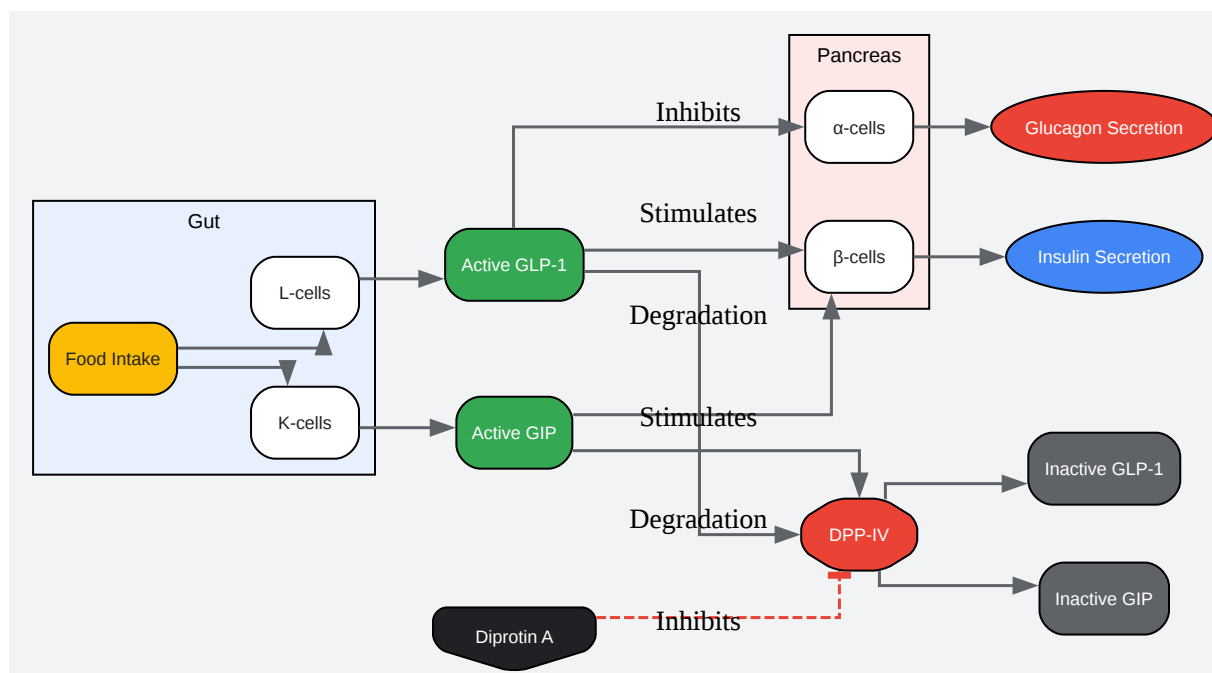 Pancreas
Inhibits
α-cells
Glucagon Secretion
Stimulates
Gut
Active GLP-1
β-cells
Insulin Secretion
L-cells
Degradation
Food Intake
Stimulates
K-cells
Active GIP
Inactive GLP-1
Degradation
DPP-IV
Inactive GIP
Inhibits
Diprotin A